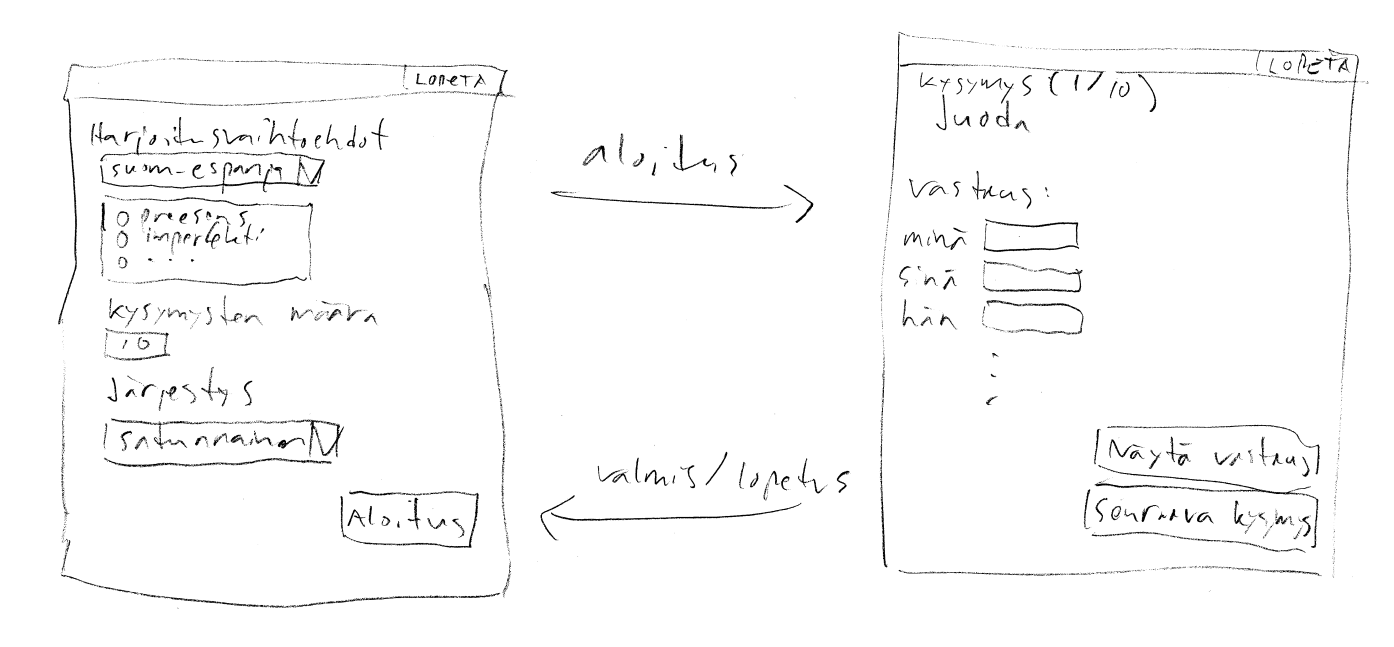 LOPETA
Harjoitusvaihtoehdot
suom-espanja
preesens
imperfekti
...
kysymysten määrä
10
Järjestys
satunnainen
Aloitus
aloitus
valmis/lopetus
LOPETA
kysymys (1/10)
Juoda
vastaus:
minä
sinä
hän
Näytä vastaus
Seuraava kysymys